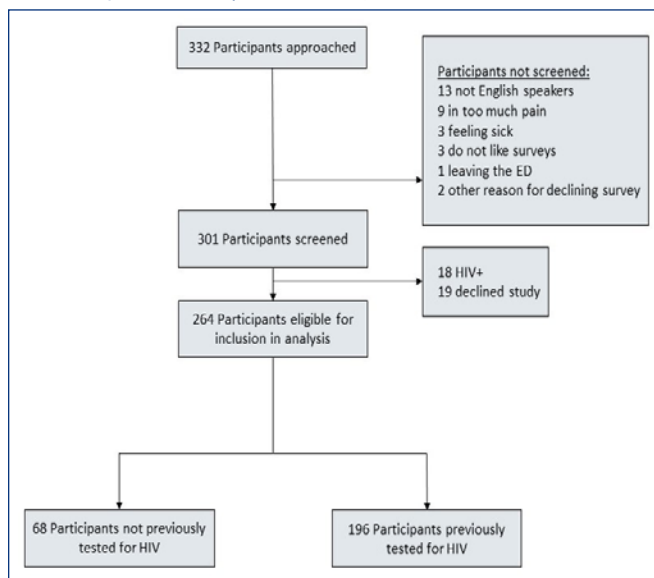 332 Participants approached
Participants not screened:
13 not English speakers
9 in too much pain
3 feeling sick
3 do not like surveys
1 leaving the ED
2 other reason for declining survey
301 Participants screened
18 HIV+
19 declined study
264 Participants eligible for
inclusion in analysis
68 Participants not previously
tested for HIV
196 Participants previously
tested for HIV